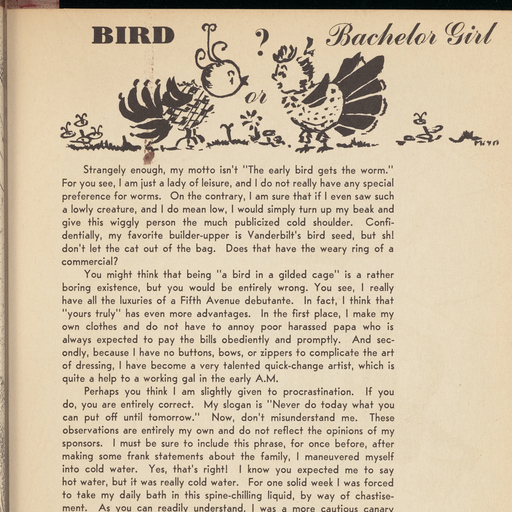 BIRD ? Bachelor Girl
or
Strangely enough, my motto isn't "The early bird gets the worm."
For you see, I am just a lady of leisure, and I do not really have any special
preference for worms. On the contrary, I am sure that if I even saw such
a lowly creature, and I do mean low, I would simply turn up my beak and
give this wiggly person the much publicized cold shoulder. Confi-
dentially, my favorite builder-upper is Vanderbilt's bird seed, but sh!
don't let the cat out of the bag. Does that have the weary ring of a
commercial?
You might think that being "a bird in a gilded cage" is a rather
boring existence, but you would be entirely wrong. You see, I really
have all the luxuries of a Fifth Avenue debutante. In fact, I think that
"yours truly" has even more advantages. In the first place, I make my
own clothes and do not have to annoy poor harassed papa who is
always expected to pay the bills obediently and promptly. And sec-
ondly, because I have no buttons, bows, or zippers to complicate the art
of dressing, I have become a very talented quick-change artist, which is
quite a help to a working gal in the early A.M.
Perhaps you think I am slightly given to procrastination. If you
do, you are entirely correct. My slogan is "Never do today what you
can put off until tomorrow." Now, don't misunderstand me. These
observations are entirely my own and do not reflect the opinions of my
sponsors. I must be sure to include this phrase, for once before, after
making some frank statements about the family, I maneuvered myself
into cold water. Yes, that's right! I know you expected me to say
hot water, but it was really cold water. For one solid week I was forced
to take my daily bath in this spine-chilling liquid, by way of chastise-
ment. As you can readily understand, I was a more cautious canary